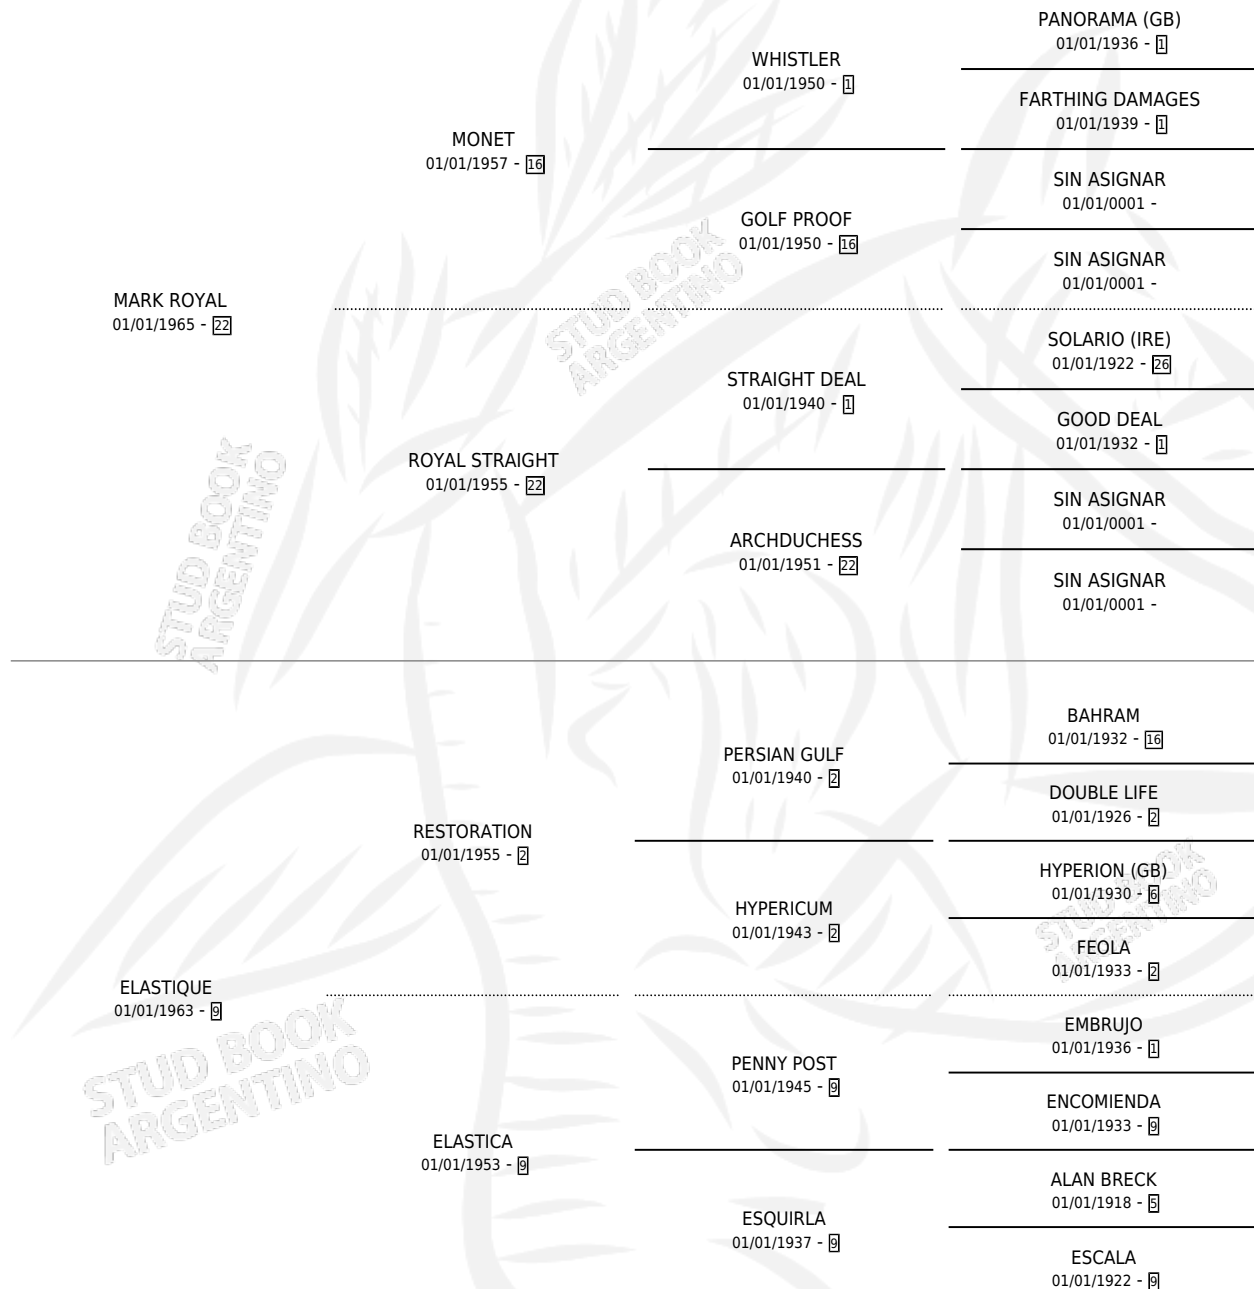 PANORAMA (GB)
01/01/1936 - 1
WHISTLER
01/01/1950 - 1
FARTHING DAMAGES
01/01/1939 - 1
MONET
01/01/1957 - 16
SIN ASIGNAR
01/01/0001 -
GOLF PROOF
01/01/1950 - 16
SIN ASIGNAR
01/01/0001 -
MARK ROYAL
01/01/1965 - 22
SOLARIO (IRE)
01/01/1922 - 26
STRAIGHT DEAL
01/01/1940 - 1
GOOD DEAL
01/01/1932 - 1
ROYAL STRAIGHT
01/01/1955 - 22
SIN ASIGNAR
01/01/0001 -
ARCHDUCHESS
01/01/1951 - 22
SIN ASIGNAR
01/01/0001 -
BAHRAM
01/01/1932 - 16
PERSIAN GULF
01/01/1940 - 2
DOUBLE LIFE
01/01/1926 - 2
RESTORATION
01/01/1955 - 2
HYPERION (GB)
01/01/1930 - 6
HYPERICUM
01/01/1943 - 2
FEOLA
01/01/1933 - 2
ELASTIQUE
01/01/1963 - 9
EMBRUJO
01/01/1936 - 1
PENNY POST
01/01/1945 - 9
ENCOMIENDA
01/01/1933 - 9
ELASTICA
01/01/1953 - 9
ALAN BRECK
01/01/1918 - 5
ESQUIRLA
01/01/1937 - 9
ESCALA
01/01/1922 - 9
STUD BOOK
ARGENTINO
STUD BOOK
ARGENTINO
STUD BOOK
ARGENTINO
STUD BOOK
ARGENTINO